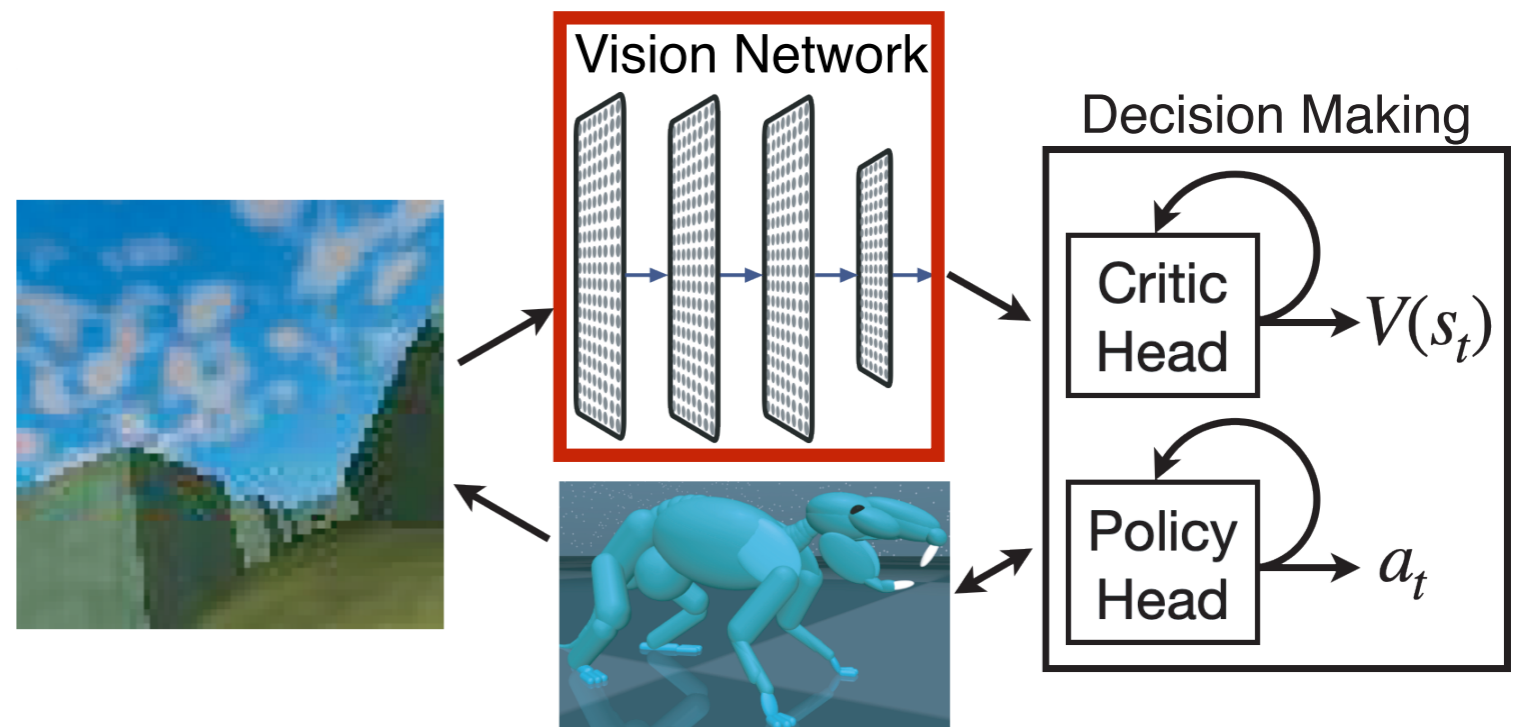 Vision Network
Decision Making
Critic
Head
V(s_t)
Policy
Head
a_t